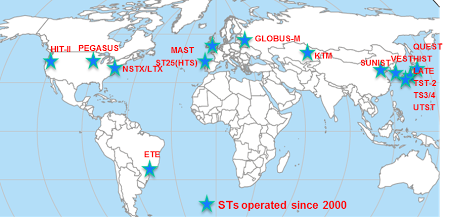 HIT-II
PEGASUS
NSTX/LTX
MAST
ST25(HTS)
GLOBUS-M
KTM
SUNIST
VEST
HIST
QUEST
LATE
TST-2
TS3/4
UTST
ETE
STs operated since 2000